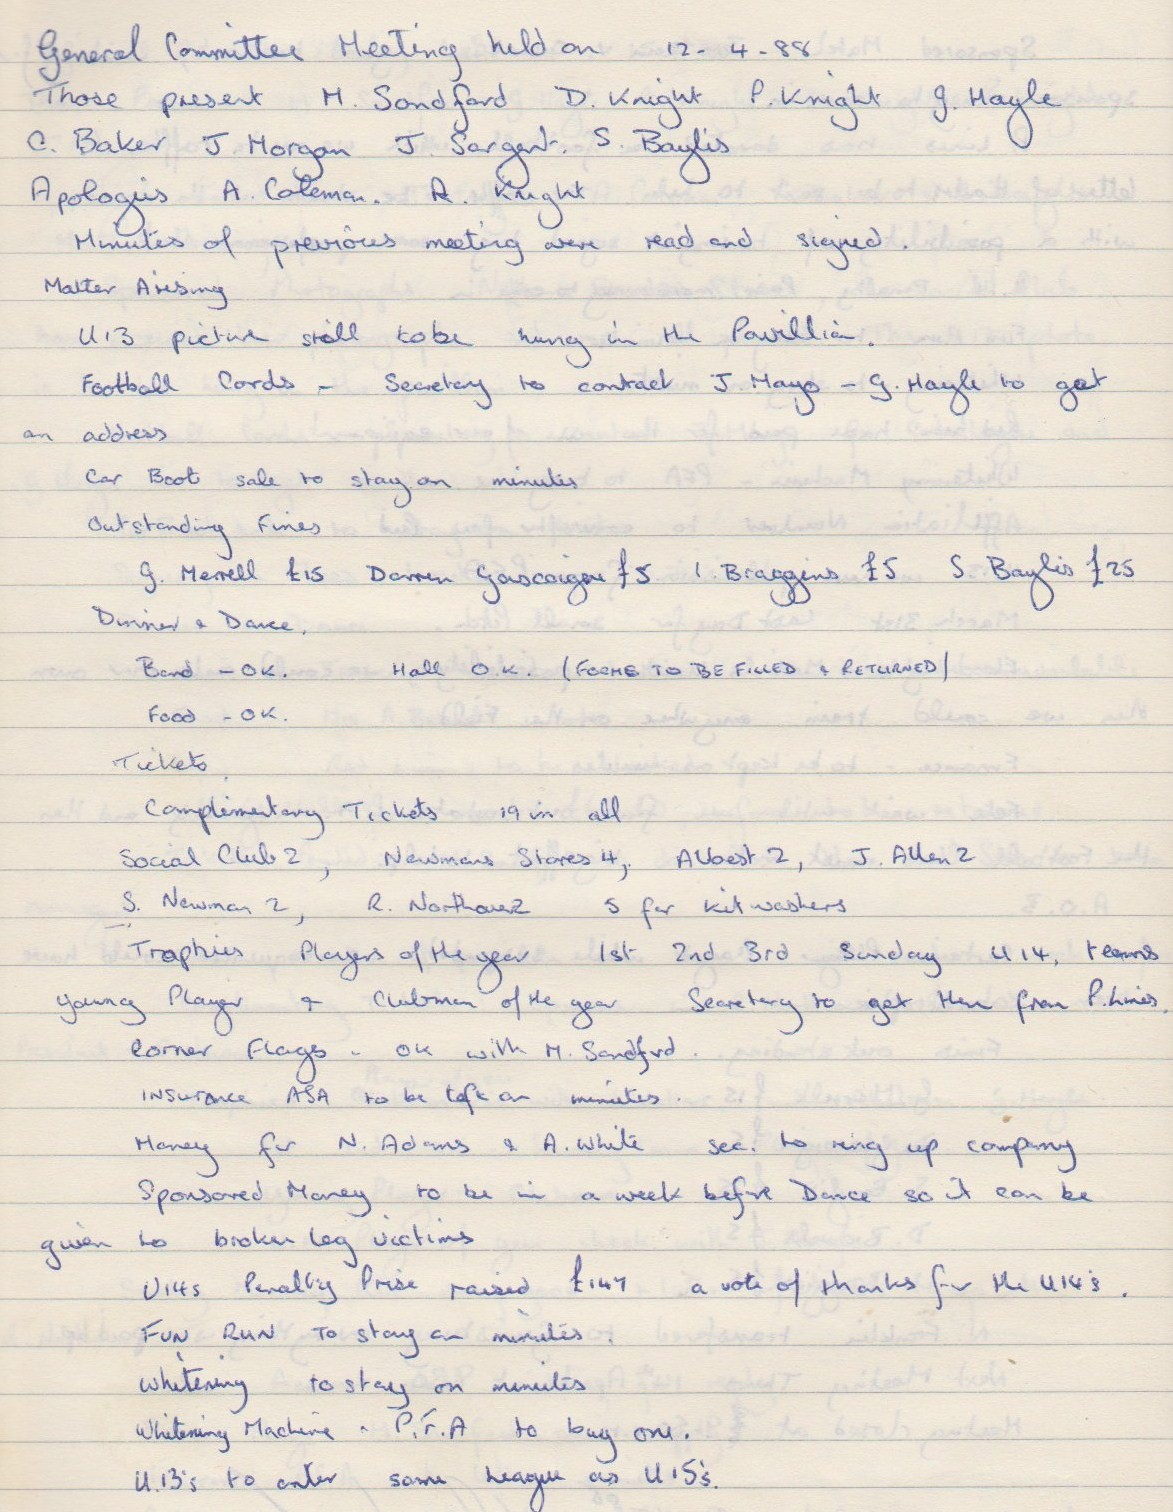 General Committee Meeting held on 12-4-88
Those present M. Sandford D. Knight P. Knight G. Hayle
C. Baker J. Morgan J. Sargent. S. Baylis
Apologies A. Coleman. R. Knight
Minutes of previous meeting were read and signed.
Matter Arising
U13 picture still to be hung in the Pavillion.
Football Cards - Secretary to contact J. Mayo - G. Hayle to get
an address
Car Boot sale to stay on minutes
Outstanding Fines
G. Merrell £15 Darren Gascoigne £5 I. Braggins £5 S. Baylis £25
Dinner & Dance.
Band - OK. Hall O.K. (FORMS TO BE FILLED & RETURNED)
Food - OK.
Tickets.
Complimentary Tickets 19 in all
Social Club 2, Newmans Stores 4, Albest 2, J. Allen 2
S. Newman 2, R. Northover 2 5 for kit washers
Trophies Players of the year 1st 2nd 3rd Sunday U14, teams
Young Player & Clubman of the year Secretary to get them from P. Lines.
Corner Flags - OK with M. Sandford.
INSURANCE ASA to be left on minutes.
Money for N. Adams & A. White sec. to ring up company
Sponsored Money to be in a week before Dance so it can be
given to broken leg victims
U14s Penalty Prise raised £147 a vote of thanks for the U14's.
FUN RUN TO stay on minutes.
Whitening to stay on minutes
Whitening Machine - P.F.A to buy one.
U.13's to enter same league as U15's.